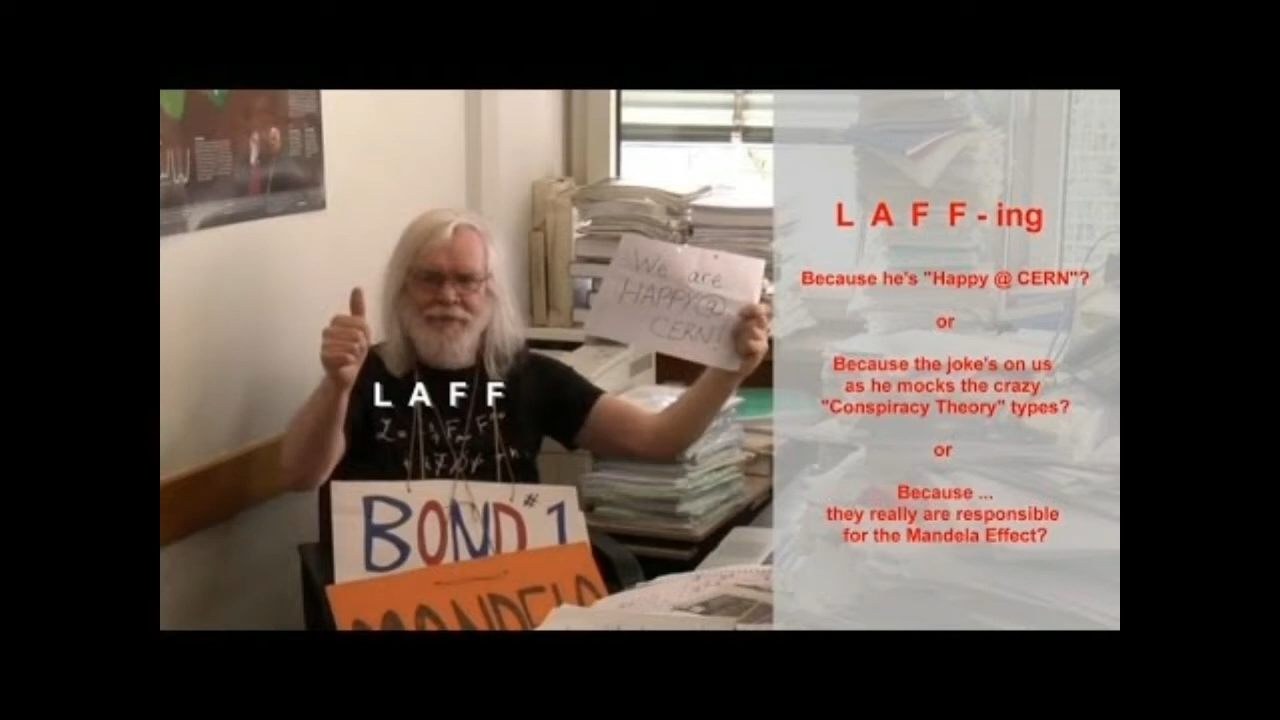 We are
HAPPY@
CERN!
L A F F
BOND #1
MANDELA
L A F F - ing
Because he's "Happy @ CERN"?
or
Because the joke's on us
as he mocks the crazy
"Conspiracy Theory" types?
or
Because ...
they really are responsible
for the Mandela Effect?